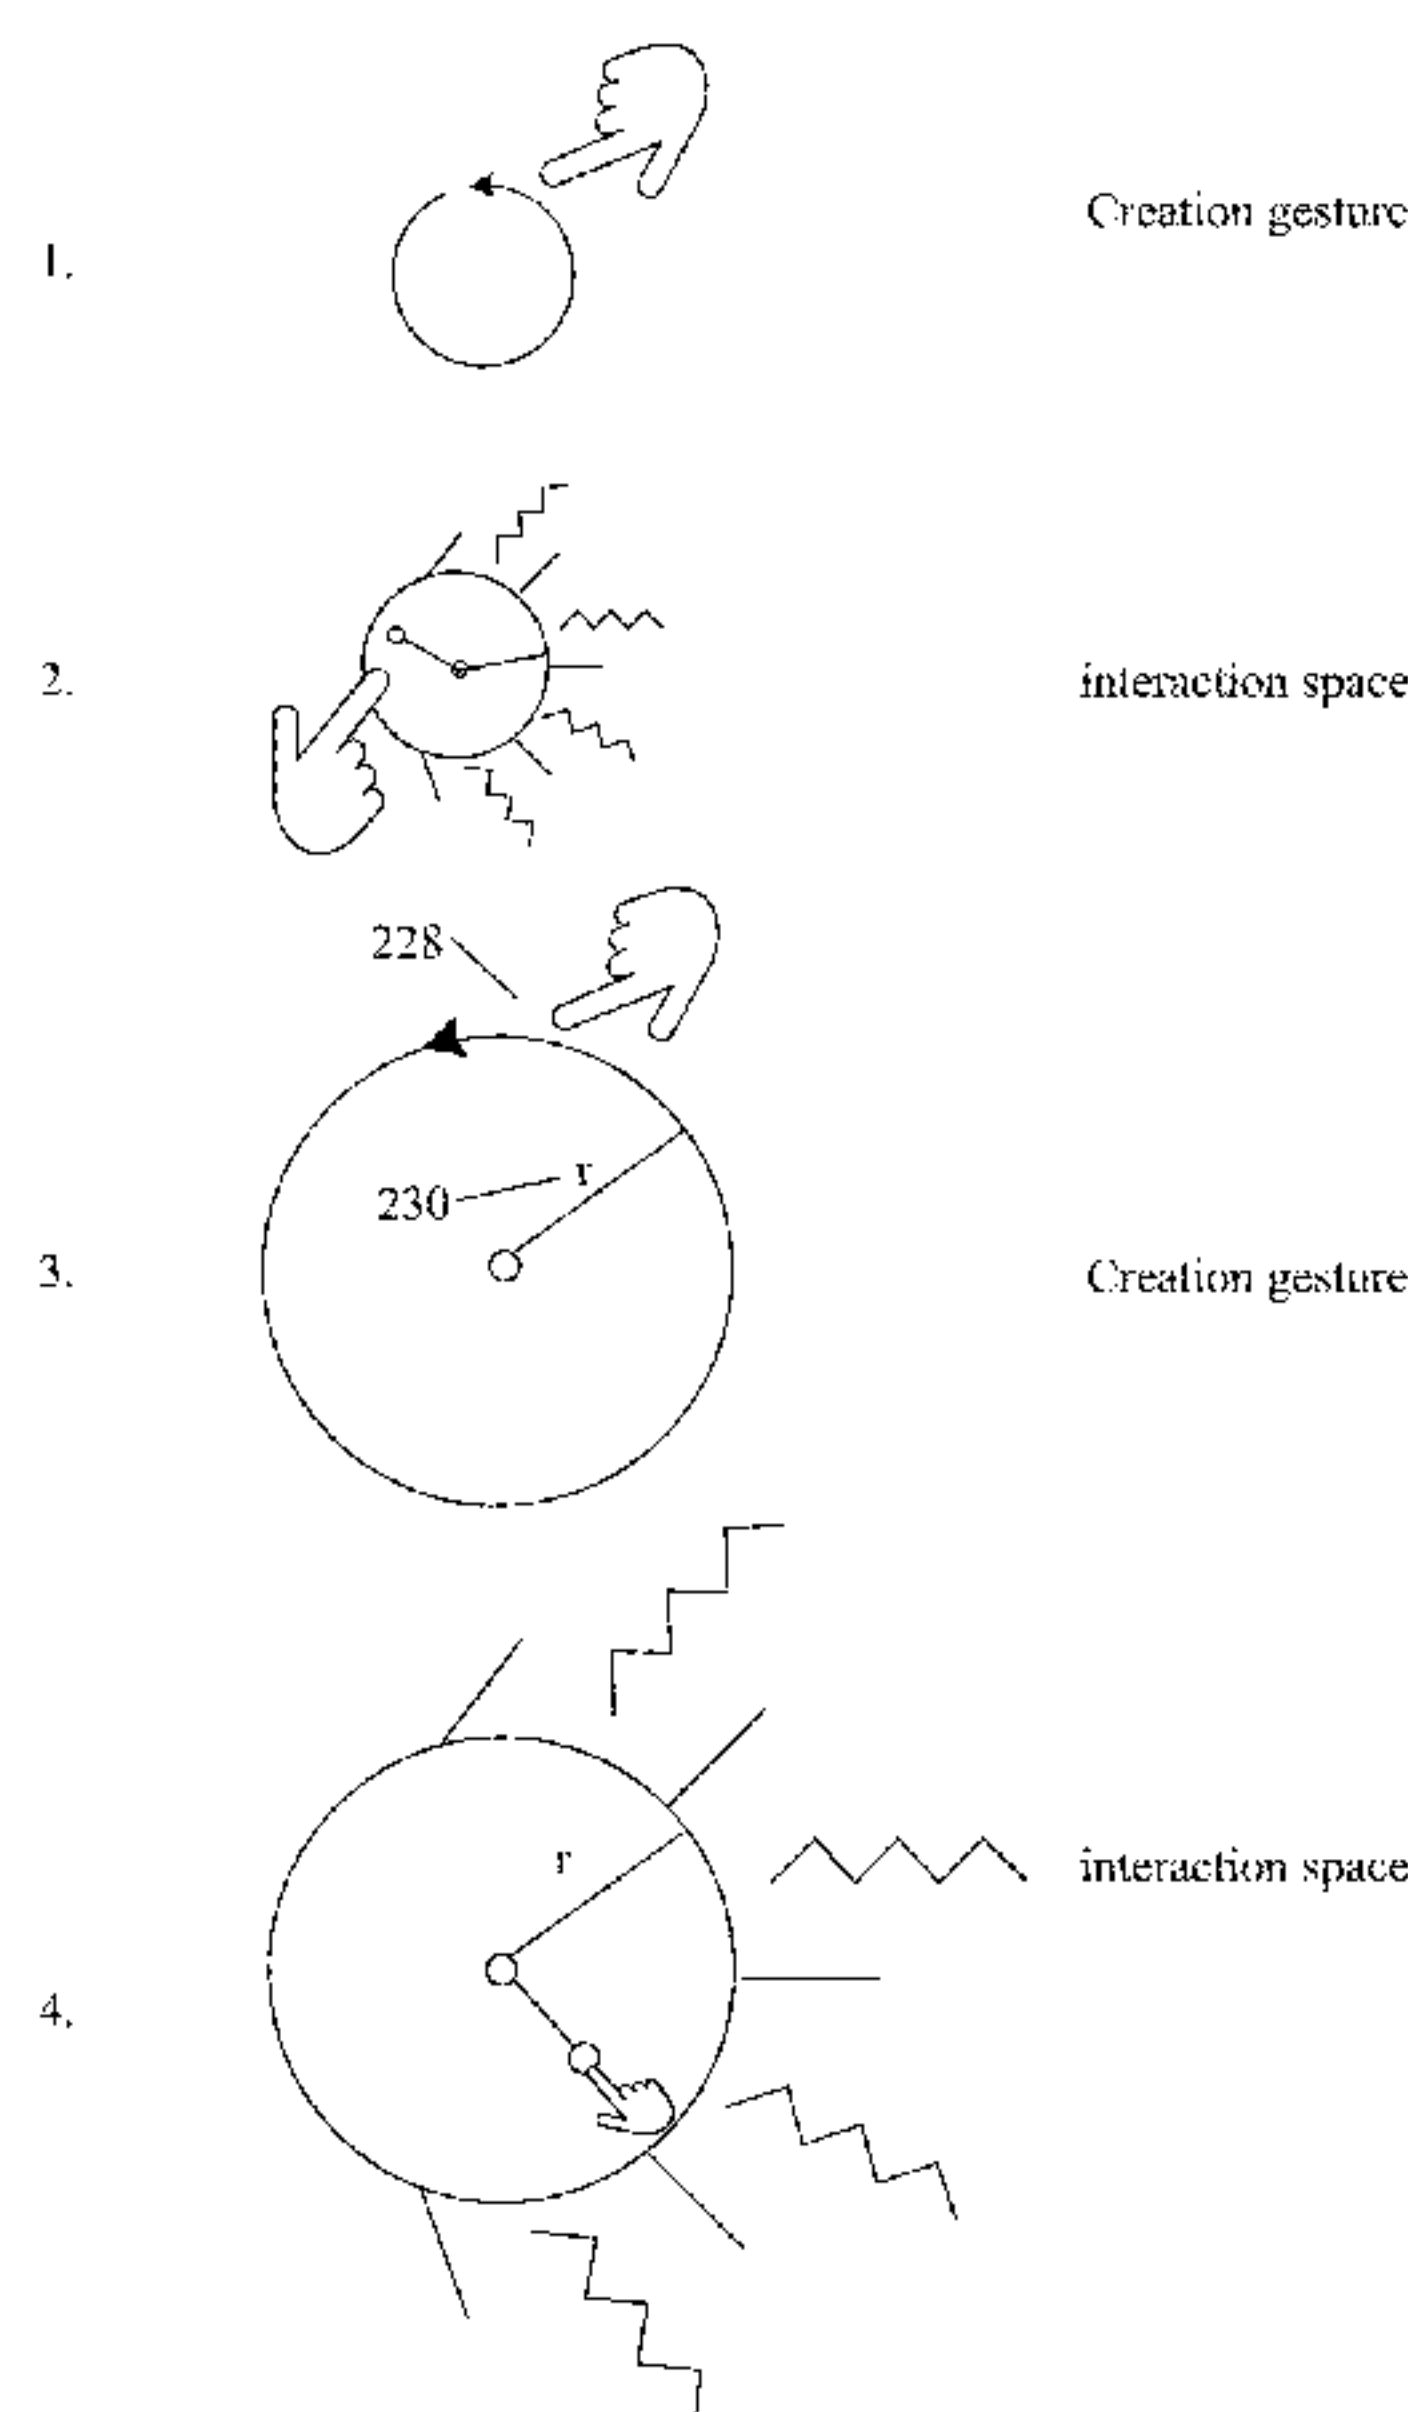 Creation gesture
1.
2.
interaction space
228
r
230
3.
Creation gesture
r
interaction space
4.